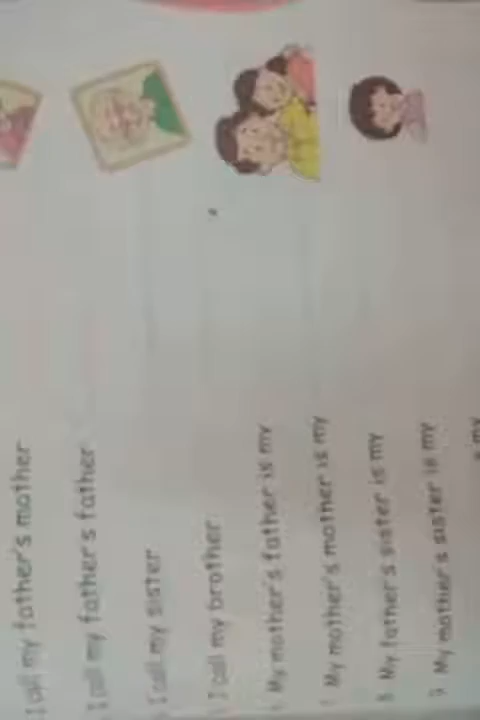 I call my father's mother
I call my father's father
I call my sister
I call my brother
My mother's father is my
My mother's mother is my
My father's sister is my
My mother's sister is my
my